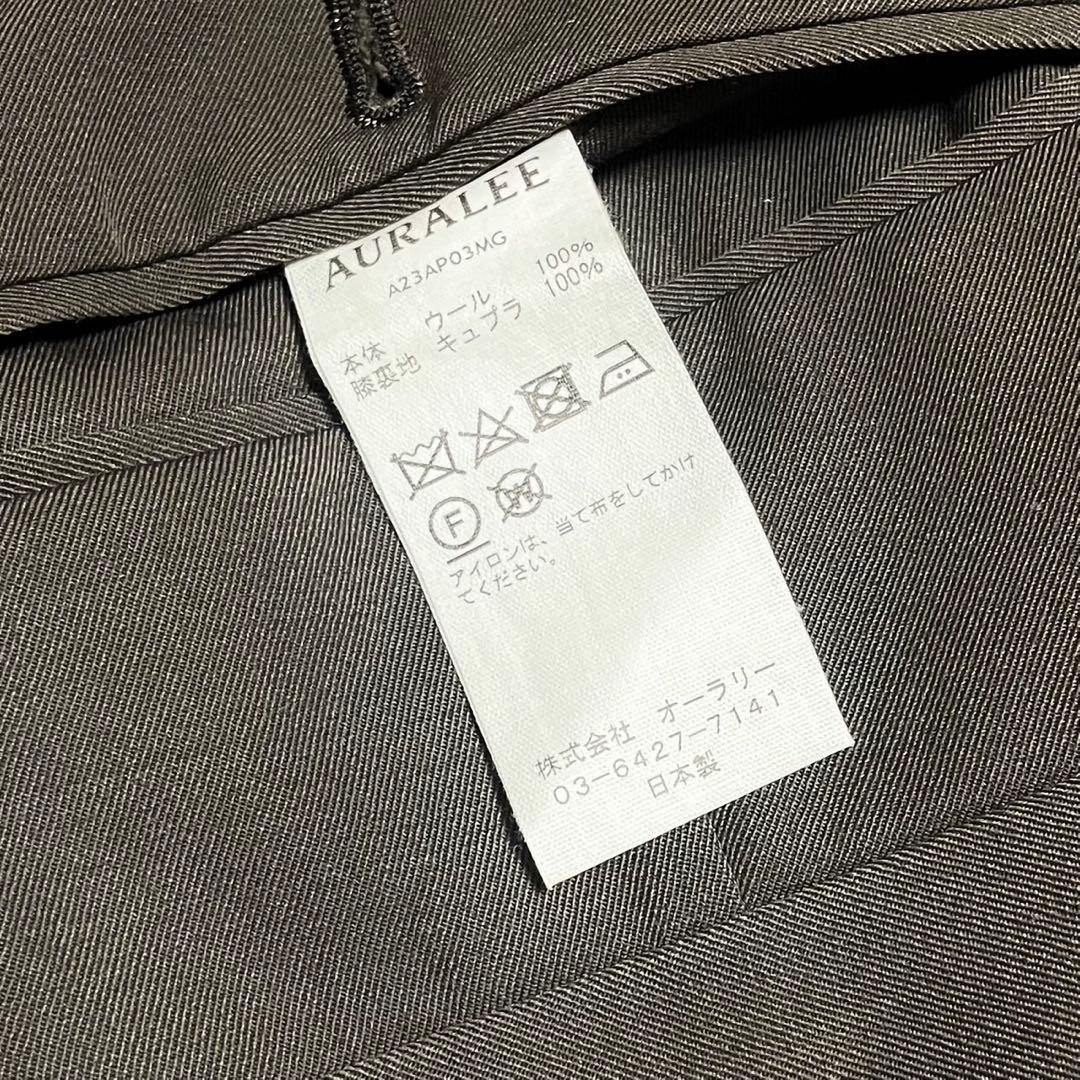 AURALEE
A23AP03MG
本体 ウール 100%
膝裏地 キュプラ 100%
F W
アイロンは、当て布をしてかけ
てください。
株式会社 オーラリー
03-6427-7141
日本製